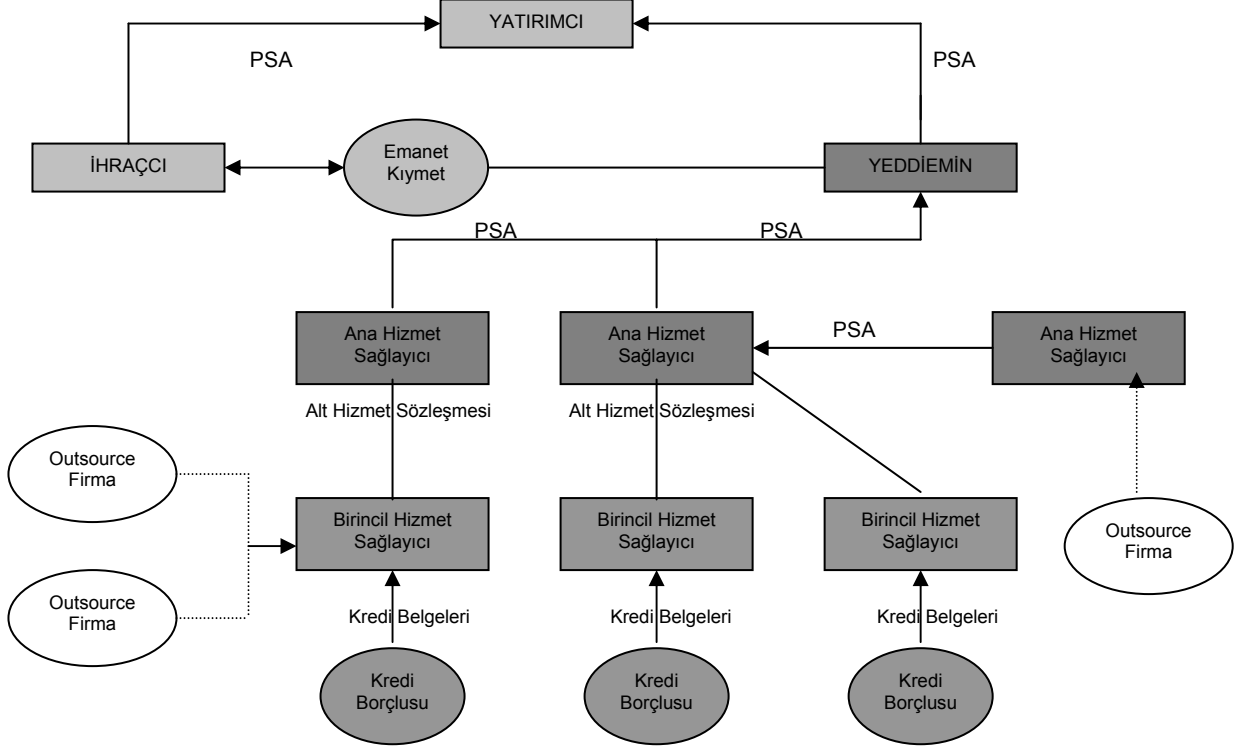 YATIRIMCI
PSA
PSA
İHRAÇCI
Emanet
Kıymet
YEDDİEMİN
PSA
PSA
Ana Hizmet
Sağlayıcı
Ana Hizmet
Sağlayıcı
PSA
Ana Hizmet
Sağlayıcı
Alt Hizmet Sözleşmesi
Alt Hizmet Sözleşmesi
Outsource
Firma
Birincil Hizmet
Sağlayıcı
Birincil Hizmet
Sağlayıcı
Birincil Hizmet
Sağlayıcı
Outsource
Firma
Outsource
Firma
Kredi Belgeleri
Kredi Belgeleri
Kredi Belgeleri
Kredi
Borçlusu
Kredi
Borçlusu
Kredi
Borçlusu